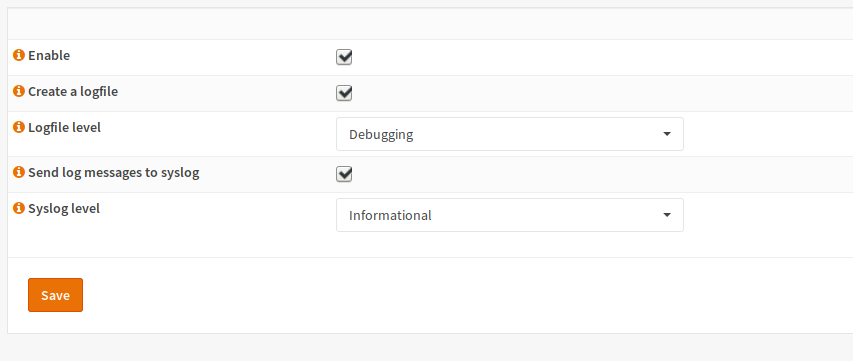 Enable
Create a logfile
Logfile level
Debugging
Send log messages to syslog
Syslog level
Informational
Save